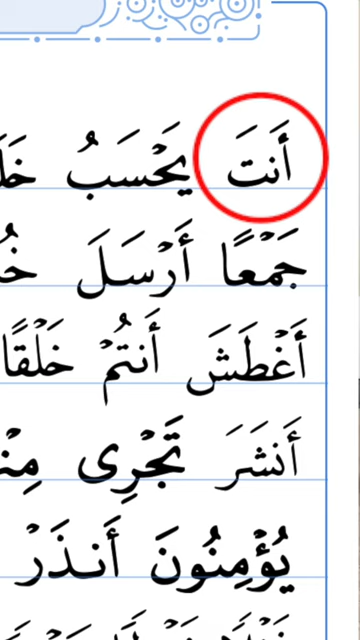 أَنتَ يَحْسَبُ
جَمْعًا أَرْسَلَ
أَغْطَشَ أَنتُمْ خَلْقًا
أَنشَرَ تَجْرِى
يُؤْمِنُونَ أَنذَرَ